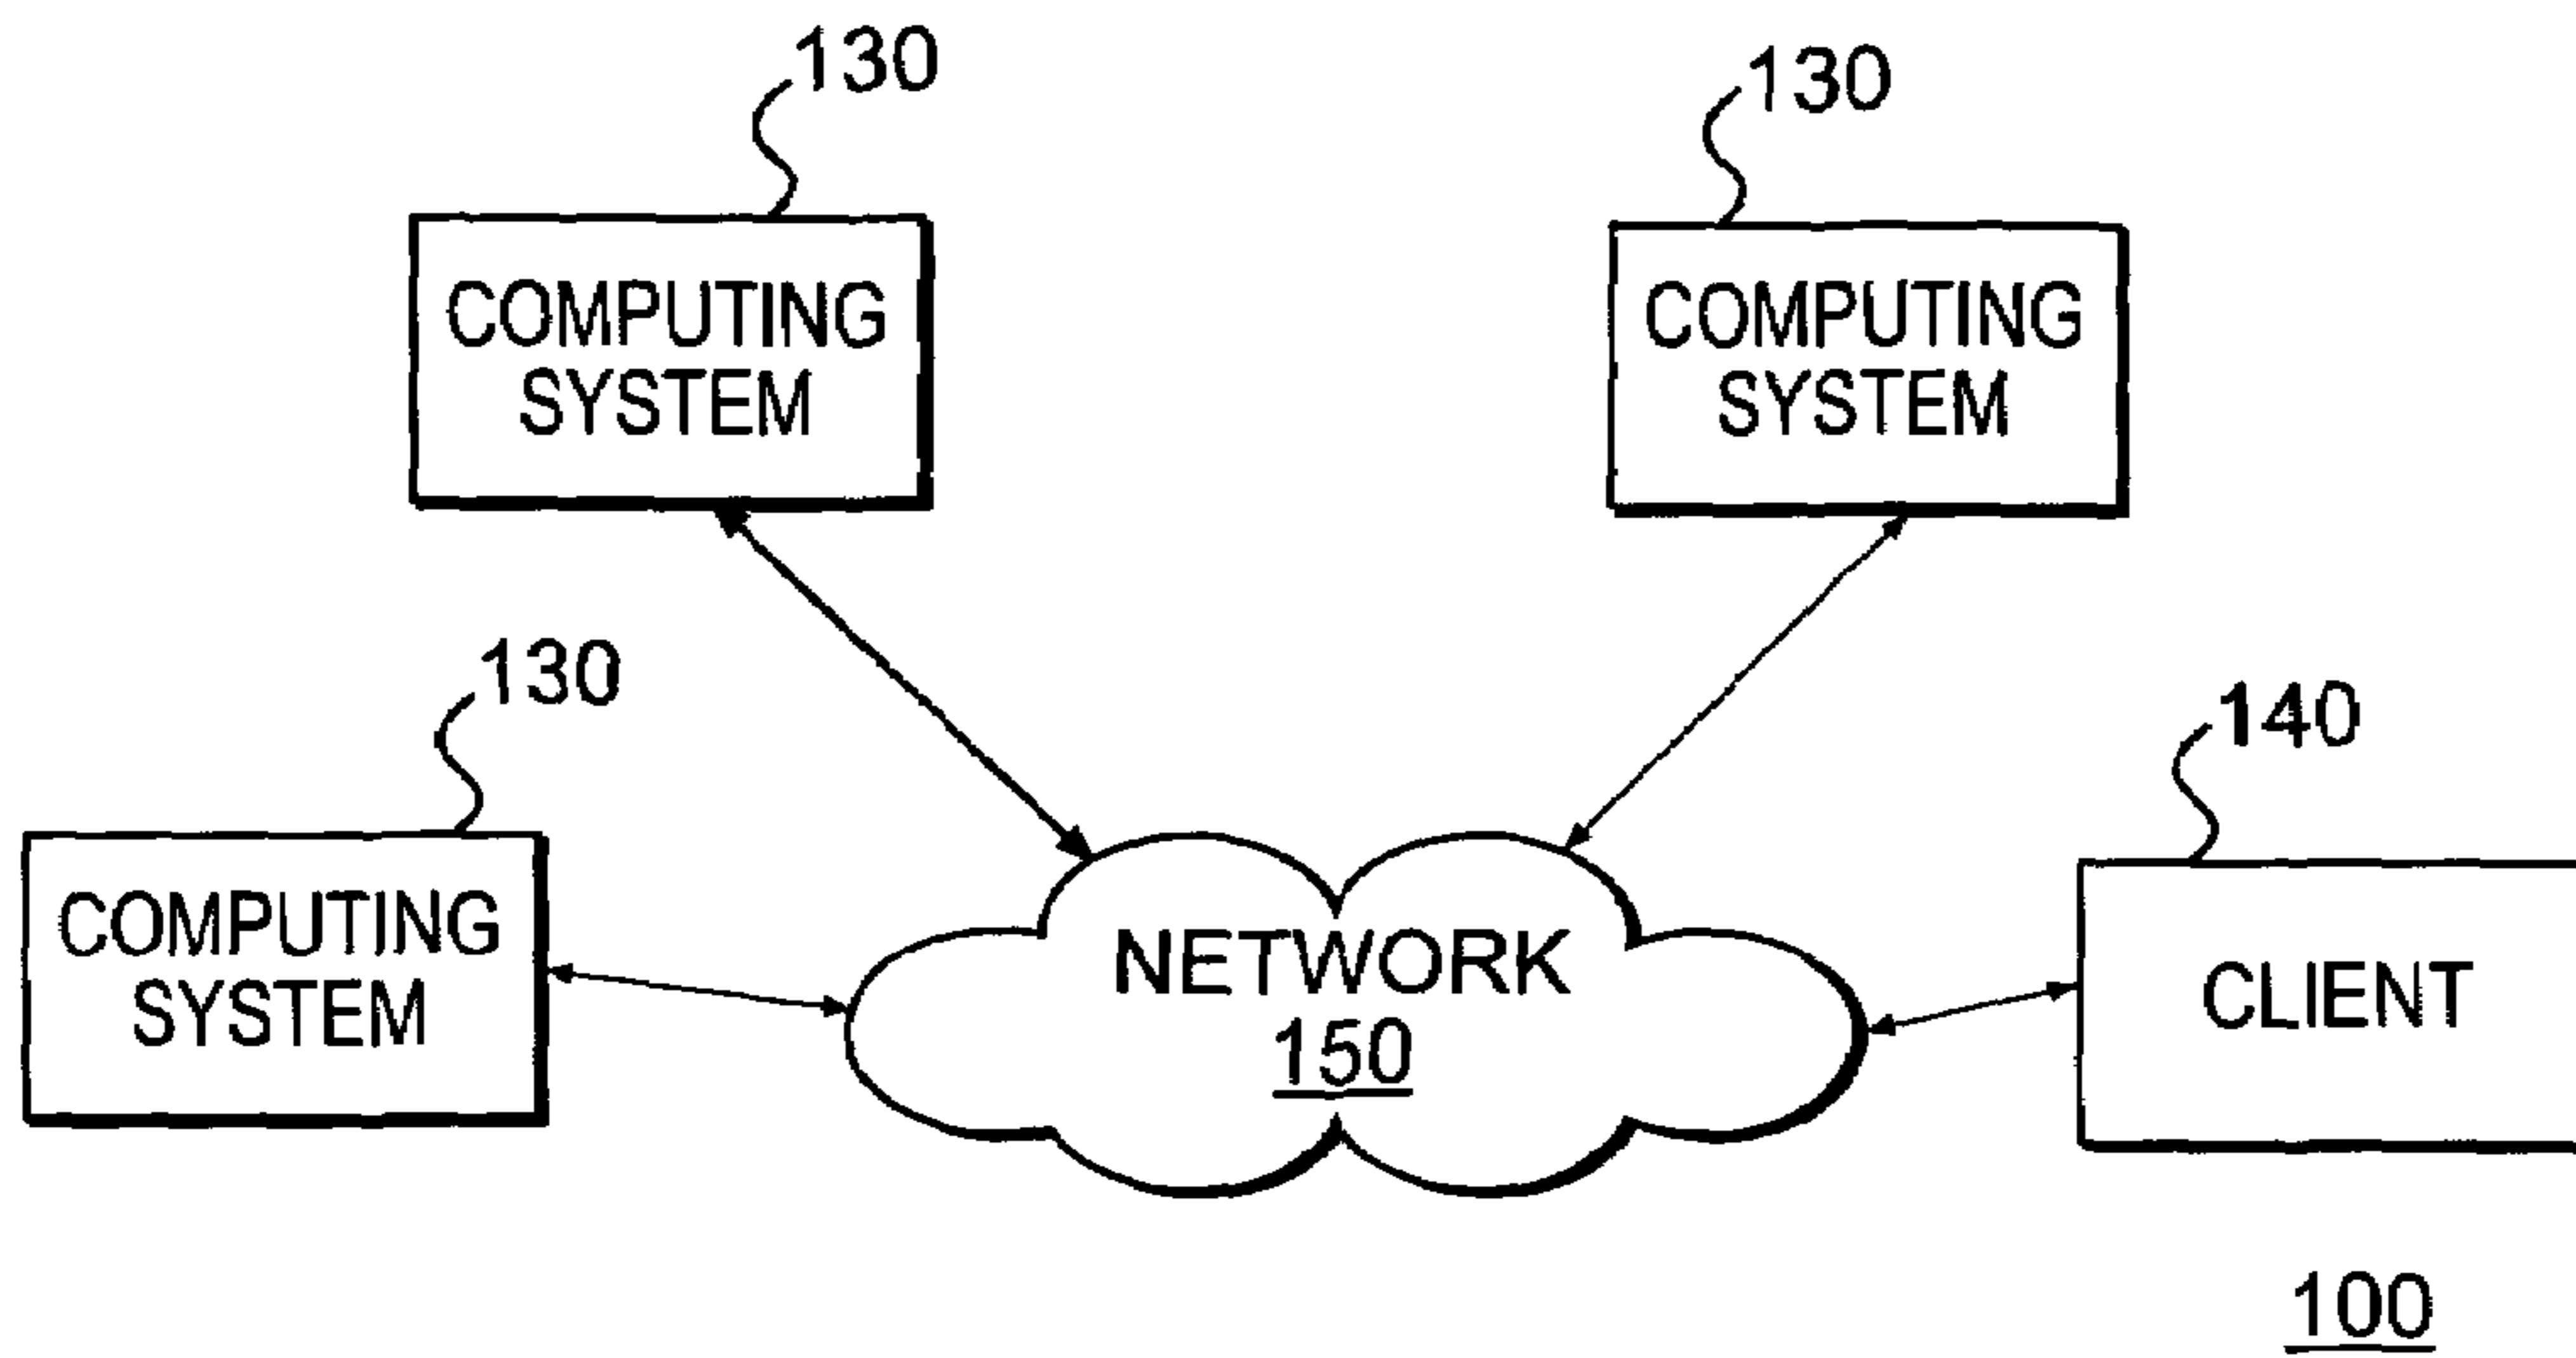 130
130
COMPUTING
SYSTEM
COMPUTING
SYSTEM
130
140
COMPUTING
SYSTEM
NETWORK
150
CLIENT
100